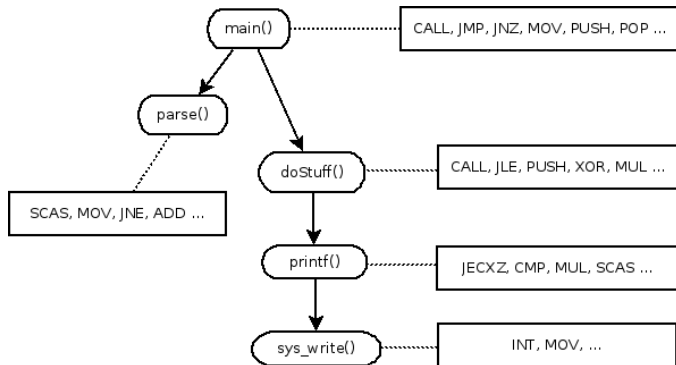 main()
CALL, JMP, JNZ, MOV, PUSH, POP ...
parse()
doStuff()
CALL, JLE, PUSH, XOR, MUL ...
SCAS, MOV, JNE, ADD ...
printf()
JECXZ, CMP, MUL, SCAS ...
sys_write()
INT, MOV, ...